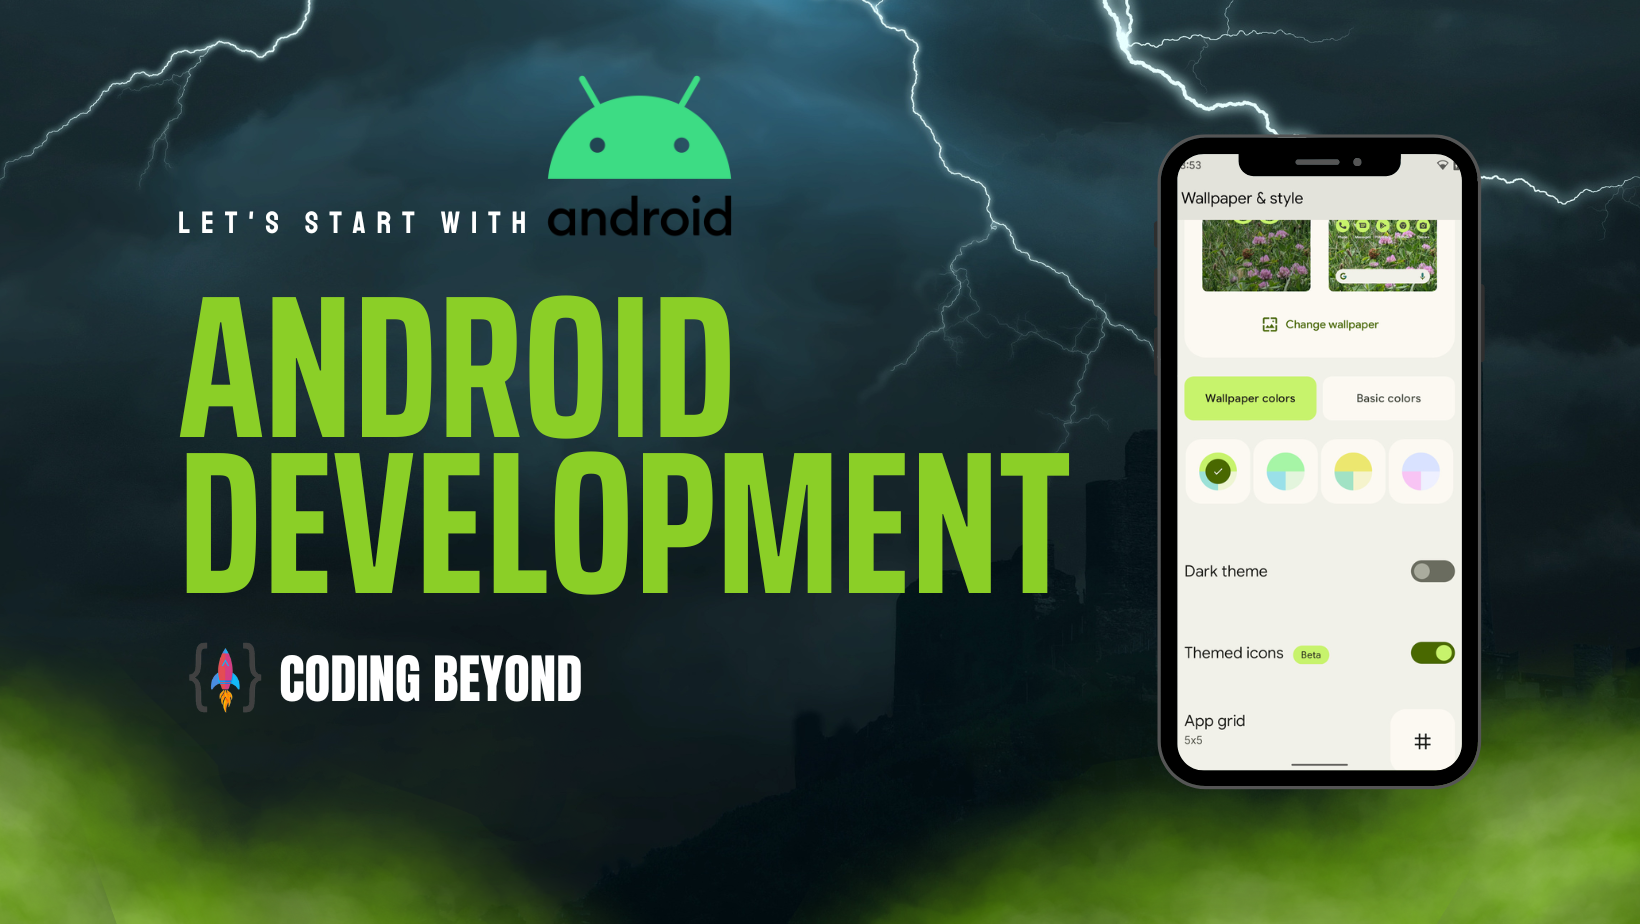 LET'S START WITH android
ANDROID
DEVELOPMENT
CODING BEYOND
:53
Wallpaper & style
Change wallpaper
Wallpaper colors Basic colors
Dark theme
Themed icons Beta
App grid
5x5